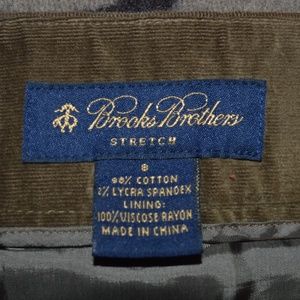 Brooks Brothers
STRETCH
8
98% COTTON
2% LYCRA SPANDEX
LINING:
100% VISCOSE RAYON
MADE IN CHINA